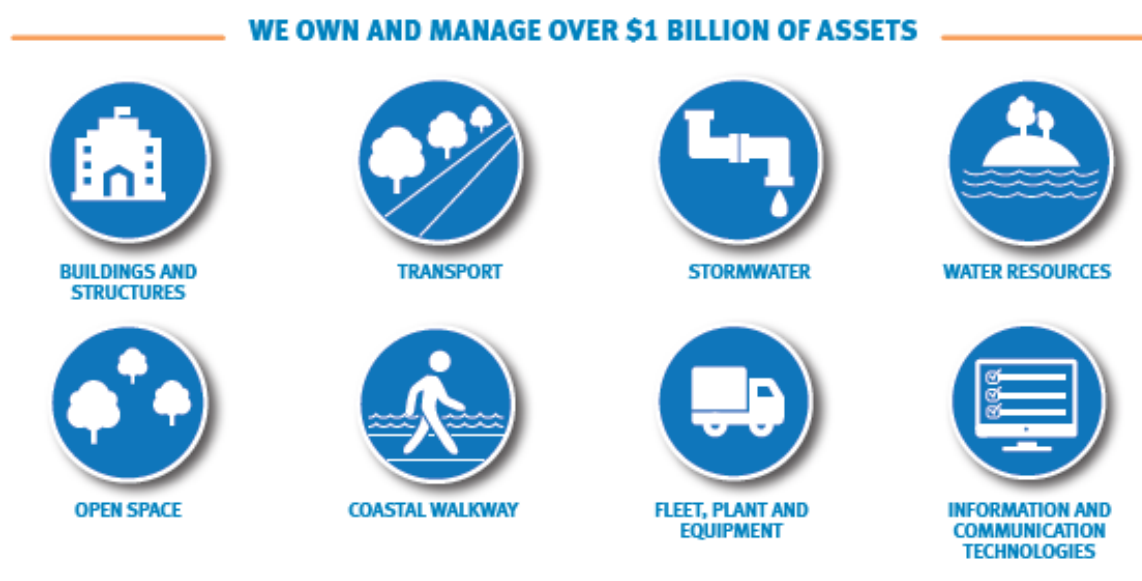 WE OWN AND MANAGE OVER $1 BILLION OF ASSETS
BUILDINGS AND
STRUCTURES
TRANSPORT
STORMWATER
WATER RESOURCES
OPEN SPACE
COASTAL WALKWAY
FLEET, PLANT AND
EQUIPMENT
INFORMATION AND
COMMUNICATION
TECHNOLOGIES